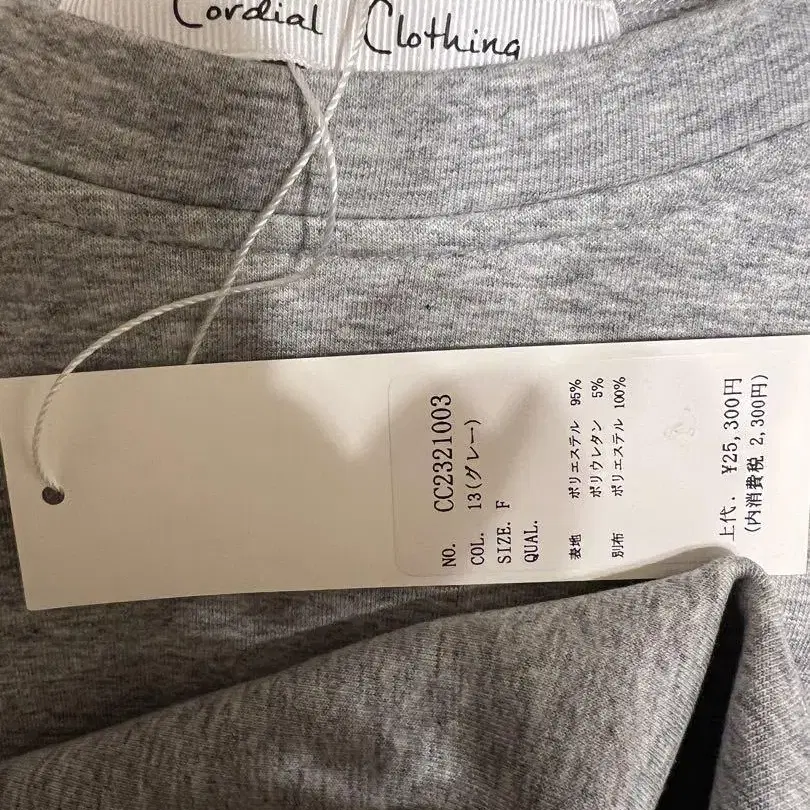 Cordial Clothing
NO. CC2321003
COL. 13(グレー)
SIZE. F
QUAL.
表地 ポリエステル 95%
ポリウレタン 5%
別布 ポリエステル 100%
上代. ¥25,300円
(内消費税 2,300円)